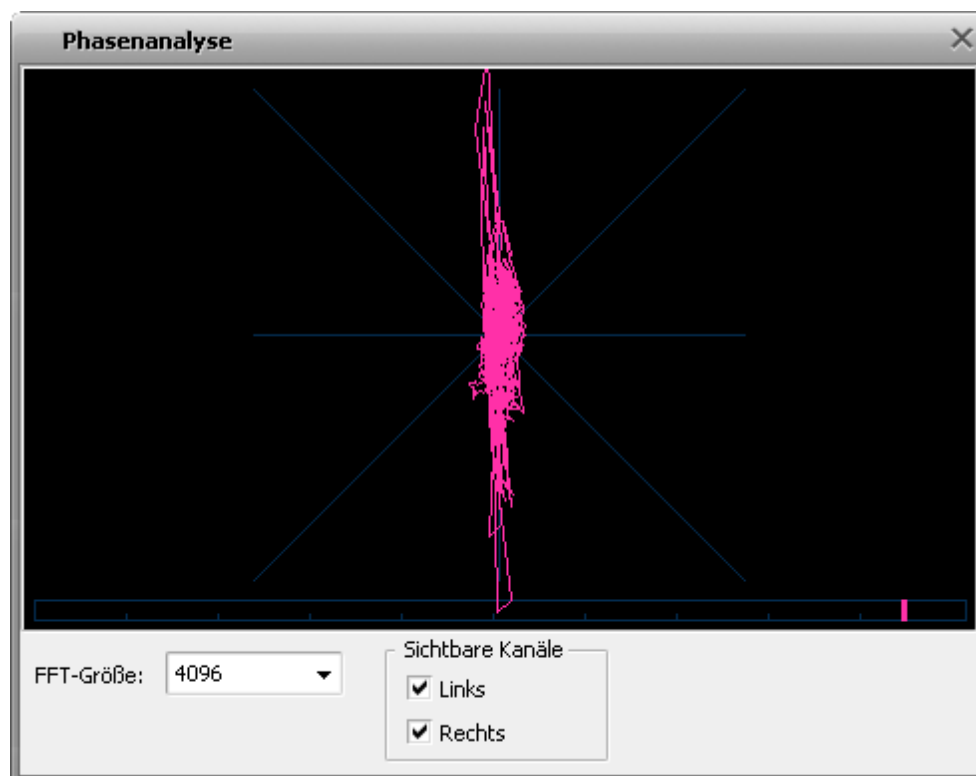 Phasenanalyse
FFT-Größe:
4096
Sichtbare Kanäle
Links
Rechts